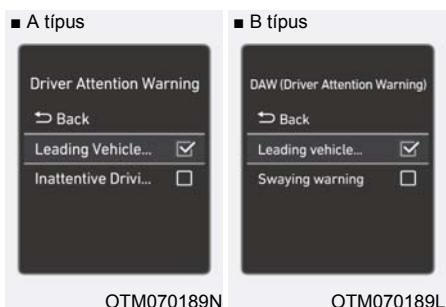 ■ A típus
Driver Attention Warning
⮌ Back
Leading Vehicle...
Inattentive Drivi...
OTM070189N
■ B típus
DAW (Driver Attention Warning)
⮌ Back
Leading vehicle...
Swaying warning
OTM070189L